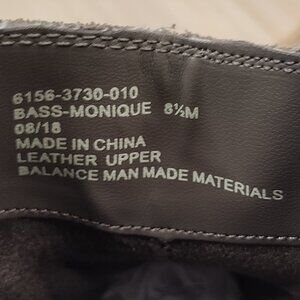 6156-3730-010
BASS-MONIQUE 8½M
08/18
MADE IN CHINA
LEATHER UPPER
BALANCE MAN MADE MATERIALS